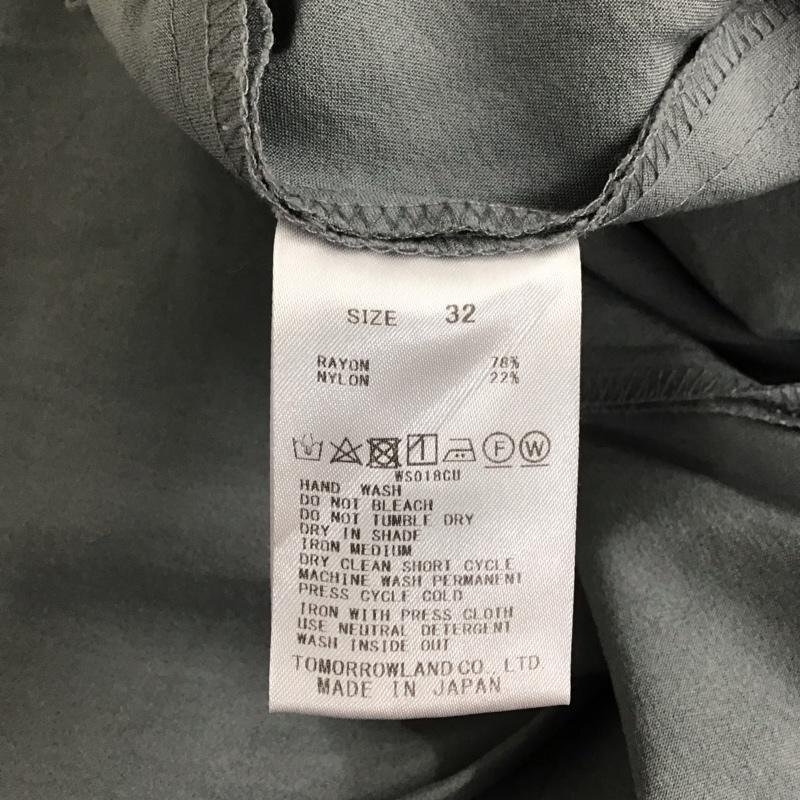 SIZE 32
RAYON 78%
NYLON 22%
F W
WS018CU
HAND WASH
DO NOT BLEACH
DO NOT TUMBLE DRY
DRY IN SHADE
IRON MEDIUM
DRY CLEAN SHORT CYCLE
MACHINE WASH PERMANENT
PRESS CYCLE COLD
IRON WITH PRESS CLOTH
USE NEUTRAL DETERGENT
WASH INSIDE OUT
TOMORROWLAND CO., LTD.
MADE IN JAPAN